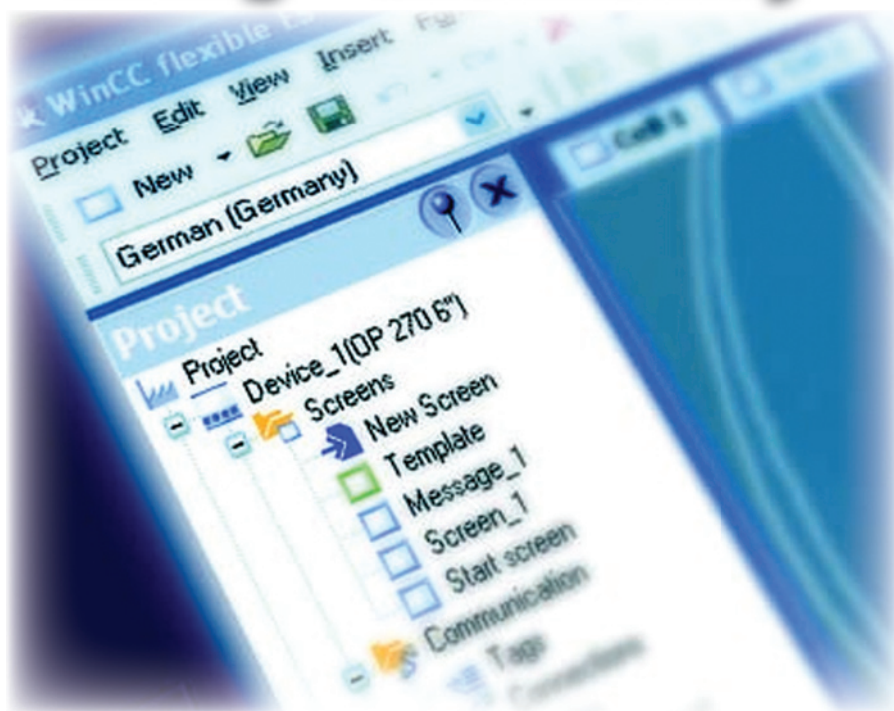 WinCC flexible
Project Edit View Insert
New
German (Germany)
Project
Project
Device_1(OP 270 6")
Screens
New Screen
Template
Message_1
Screen_1
Start screen
Communication
Tags
Connections